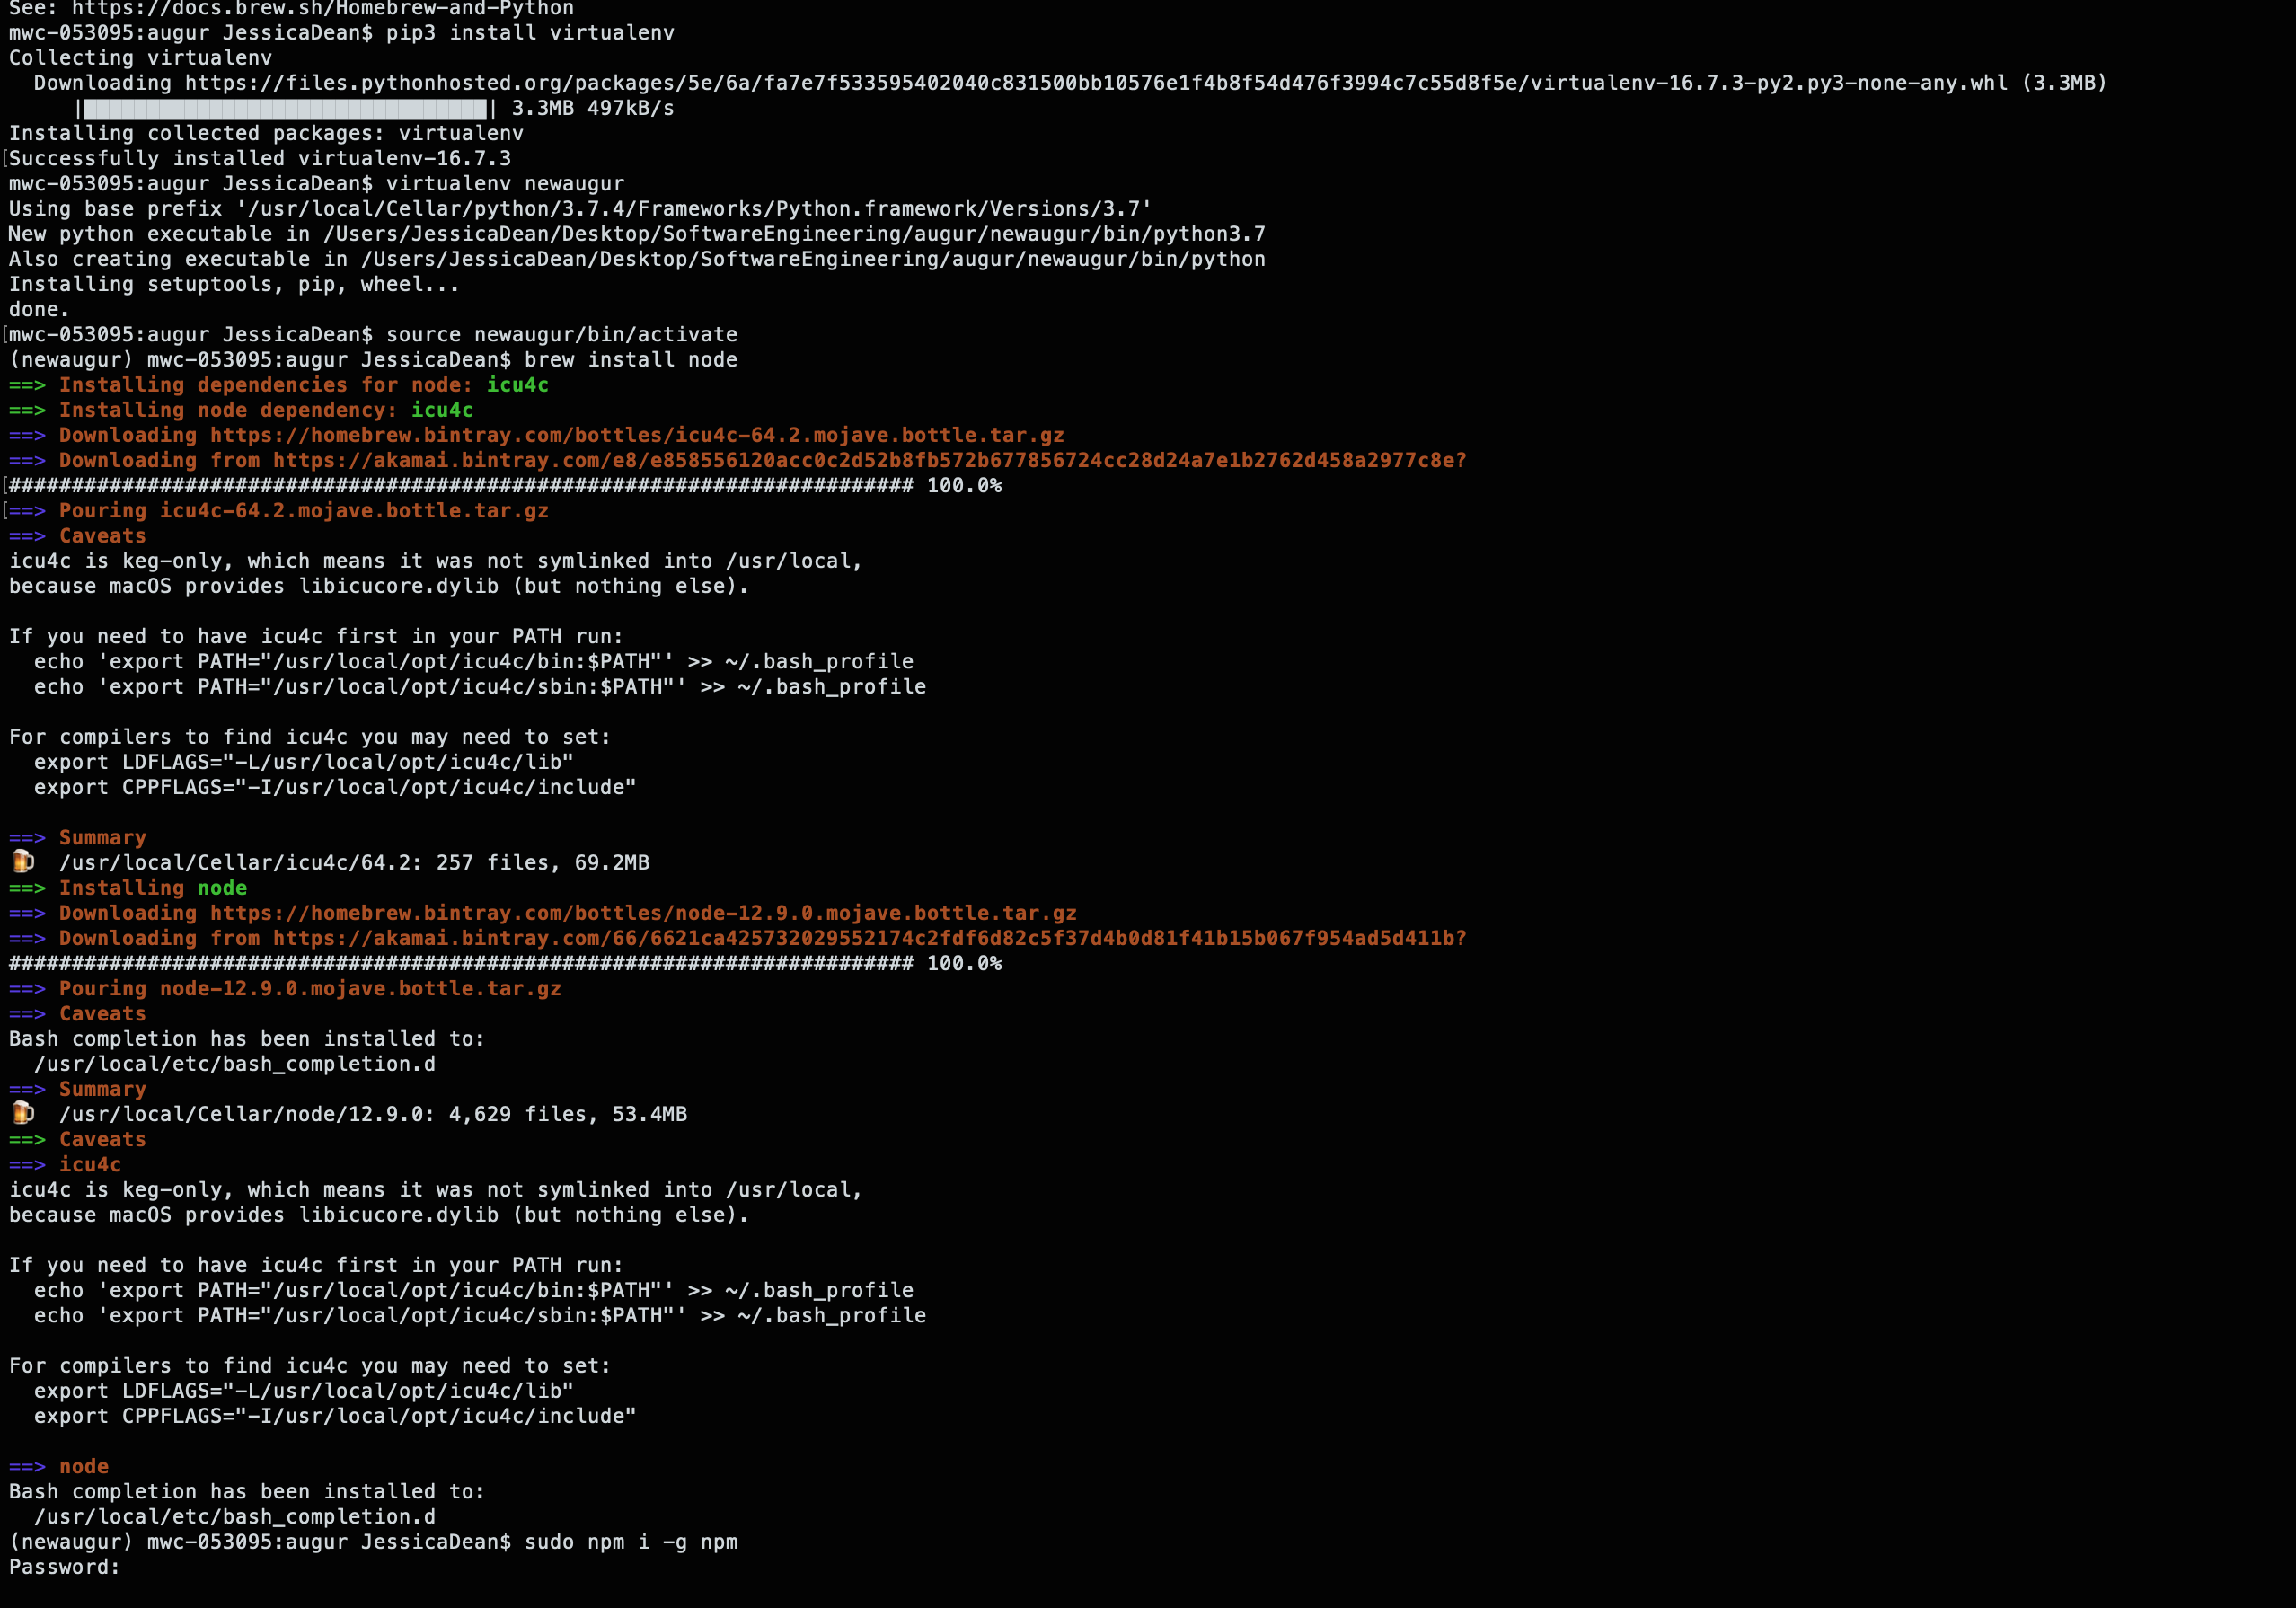 See: https://docs.brew.sh/Homebrew-and-Python
mwc-053095:augur JessicaDean$ pip3 install virtualenv
Collecting virtualenv
  Downloading https://files.pythonhosted.org/packages/5e/6a/fa7e7f533595402040c831500bb10576e1f4b8f54d476f3994c7c55d8f5e/virtualenv-16.7.3-py2.py3-none-any.whl (3.3MB)
     |████████████████████████████████| 3.3MB 497kB/s
Installing collected packages: virtualenv
[Successfully installed virtualenv-16.7.3
mwc-053095:augur JessicaDean$ virtualenv newaugur
Using base prefix '/usr/local/Cellar/python/3.7.4/Frameworks/Python.framework/Versions/3.7'
New python executable in /Users/JessicaDean/Desktop/SoftwareEngineering/augur/newaugur/bin/python3.7
Also creating executable in /Users/JessicaDean/Desktop/SoftwareEngineering/augur/newaugur/bin/python
Installing setuptools, pip, wheel...
done.
[mwc-053095:augur JessicaDean$ source newaugur/bin/activate
(newaugur) mwc-053095:augur JessicaDean$ brew install node
==> Installing dependencies for node: icu4c
==> Installing node dependency: icu4c
==> Downloading https://homebrew.bintray.com/bottles/icu4c-64.2.mojave.bottle.tar.gz
==> Downloading from https://akamai.bintray.com/e8/e858556120acc0c2d52b8fb572b677856724cc28d24a7e1b2762d458a2977c8e?
[######################################################################## 100.0%
[==> Pouring icu4c-64.2.mojave.bottle.tar.gz
==> Caveats
icu4c is keg-only, which means it was not symlinked into /usr/local,
because macOS provides libicucore.dylib (but nothing else).

If you need to have icu4c first in your PATH run:
  echo 'export PATH="/usr/local/opt/icu4c/bin:$PATH"' >> ~/.bash_profile
  echo 'export PATH="/usr/local/opt/icu4c/sbin:$PATH"' >> ~/.bash_profile

For compilers to find icu4c you may need to set:
  export LDFLAGS="-L/usr/local/opt/icu4c/lib"
  export CPPFLAGS="-I/usr/local/opt/icu4c/include"

==> Summary
🍺  /usr/local/Cellar/icu4c/64.2: 257 files, 69.2MB
==> Installing node
==> Downloading https://homebrew.bintray.com/bottles/node-12.9.0.mojave.bottle.tar.gz
==> Downloading from https://akamai.bintray.com/66/6621ca425732029552174c2fdf6d82c5f37d4b0d81f41b15b067f954ad5d411b?
######################################################################## 100.0%
==> Pouring node-12.9.0.mojave.bottle.tar.gz
==> Caveats
Bash completion has been installed to:
  /usr/local/etc/bash_completion.d
==> Summary
🍺  /usr/local/Cellar/node/12.9.0: 4,629 files, 53.4MB
==> Caveats
==> icu4c
icu4c is keg-only, which means it was not symlinked into /usr/local,
because macOS provides libicucore.dylib (but nothing else).

If you need to have icu4c first in your PATH run:
  echo 'export PATH="/usr/local/opt/icu4c/bin:$PATH"' >> ~/.bash_profile
  echo 'export PATH="/usr/local/opt/icu4c/sbin:$PATH"' >> ~/.bash_profile

For compilers to find icu4c you may need to set:
  export LDFLAGS="-L/usr/local/opt/icu4c/lib"
  export CPPFLAGS="-I/usr/local/opt/icu4c/include"

==> node
Bash completion has been installed to:
  /usr/local/etc/bash_completion.d
(newaugur) mwc-053095:augur JessicaDean$ sudo npm i -g npm
Password: